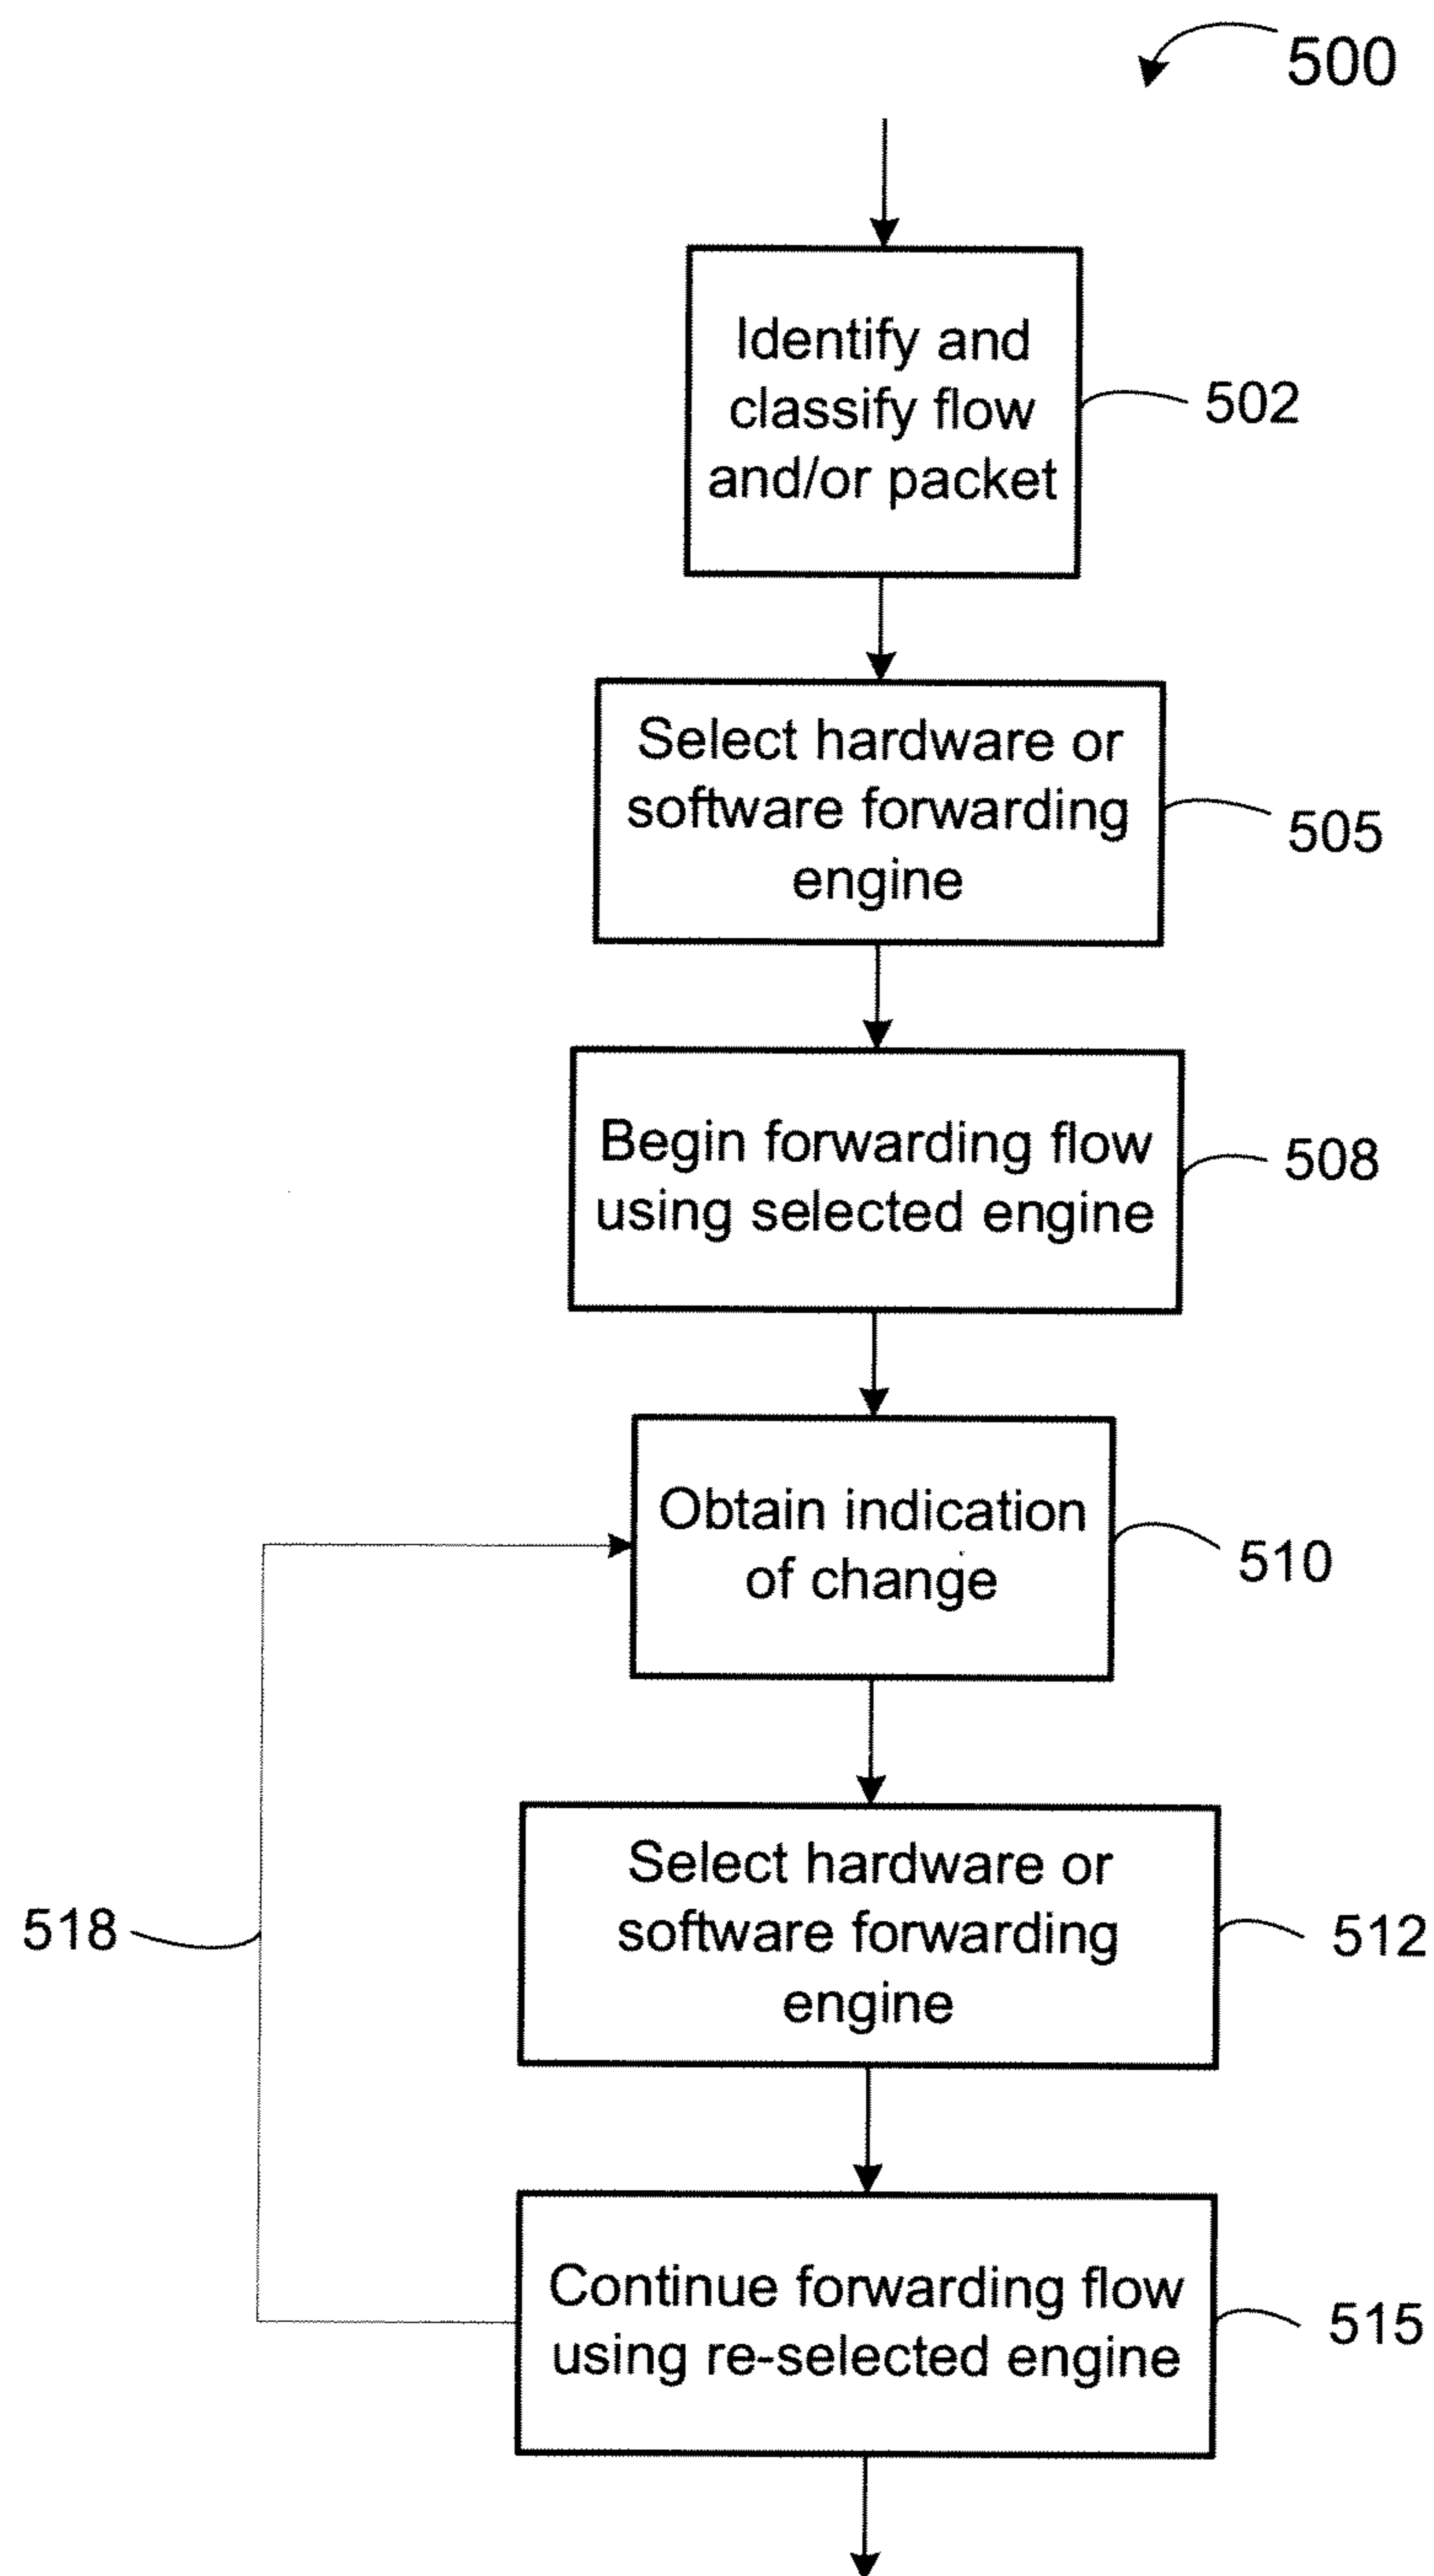 500
Identify and
classify flow
and/or packet
502
Select hardware or
software forwarding
engine
505
Begin forwarding flow
using selected engine
508
Obtain indication
of change
510
Select hardware or
software forwarding
engine
512
518
Continue forwarding flow
using re-selected engine
515